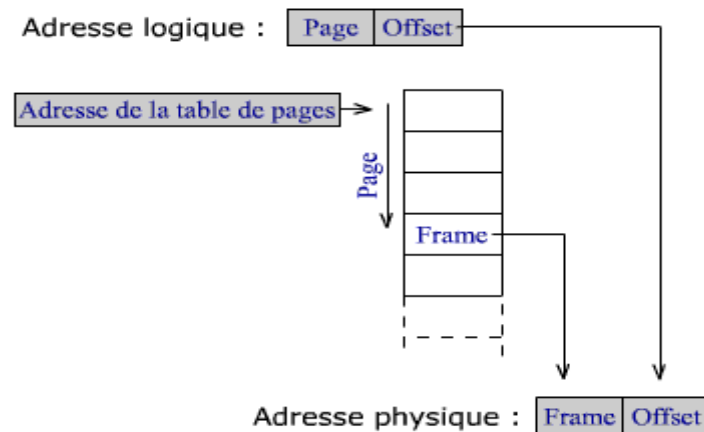 Adresse logique : Page Offset
Adresse de la table de pages
Page
Frame
Adresse physique : Frame Offset